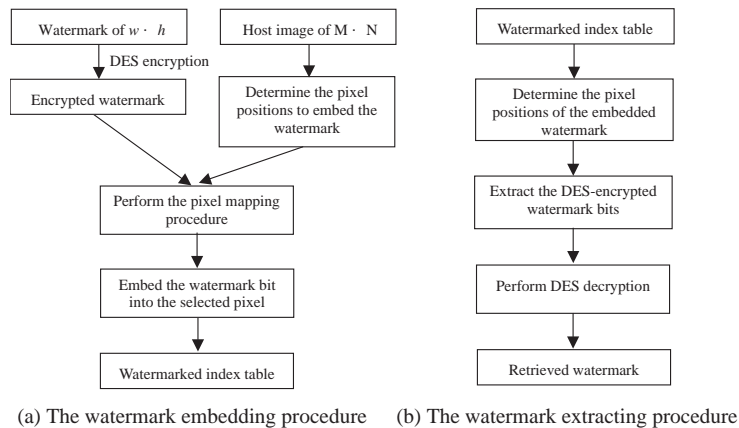 Watermark of w · h
Host image of M · N
DES encryption
Encrypted watermark
Determine the pixel
positions to embed the
watermark
Perform the pixel mapping
procedure
Embed the watermark bit
into the selected pixel
Watermarked index table
(a) The watermark embedding procedure
Watermarked index table
Determine the pixel
positions of the embedded
watermark
Extract the DES-encrypted
watermark bits
Perform DES decryption
Retrieved watermark
(b) The watermark extracting procedure